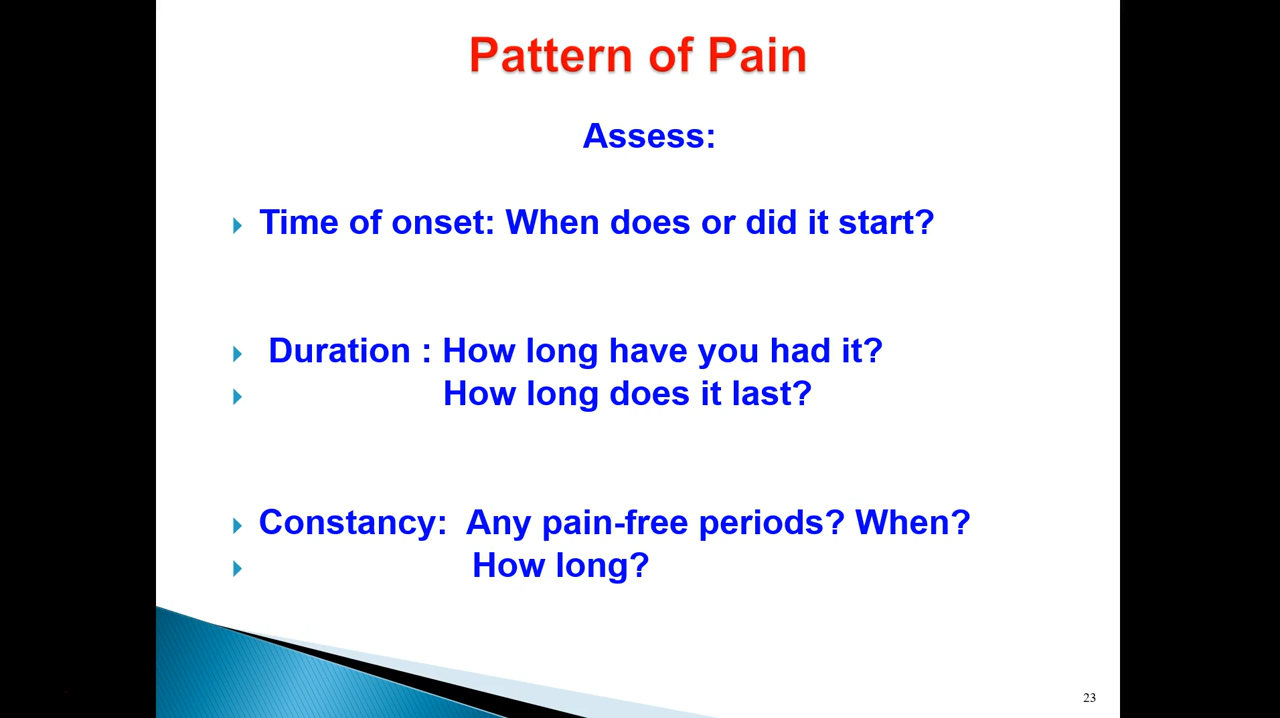 Pattern of Pain
Assess:
Time of onset: When does or did it start?
Duration : How long have you had it?
How long does it last?
Constancy: Any pain-free periods? When?
How long?
23